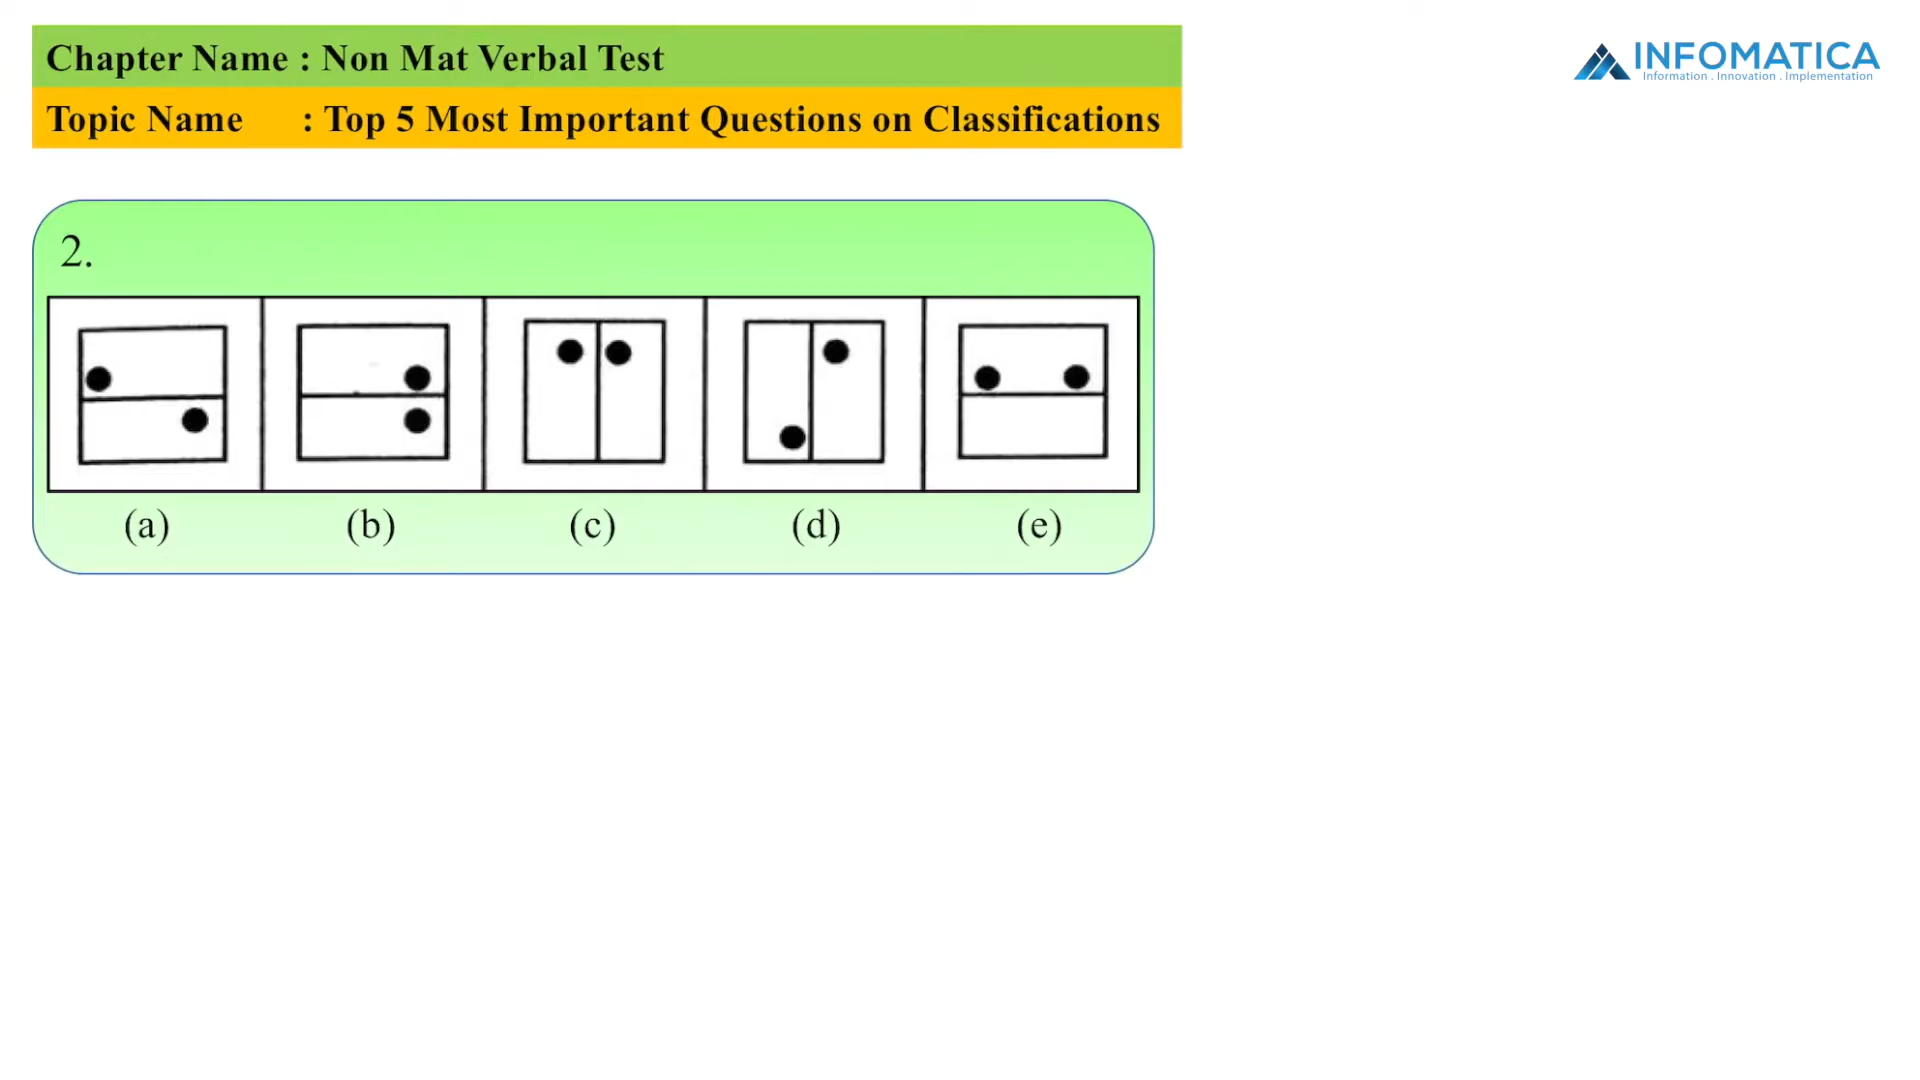 Chapter Name : Non Mat Verbal Test
INFOMATICA
Information . Innovation . Implementation
Topic Name : Top 5 Most Important Questions on Classifications
2.
(a) (b) (c) (d) (e)